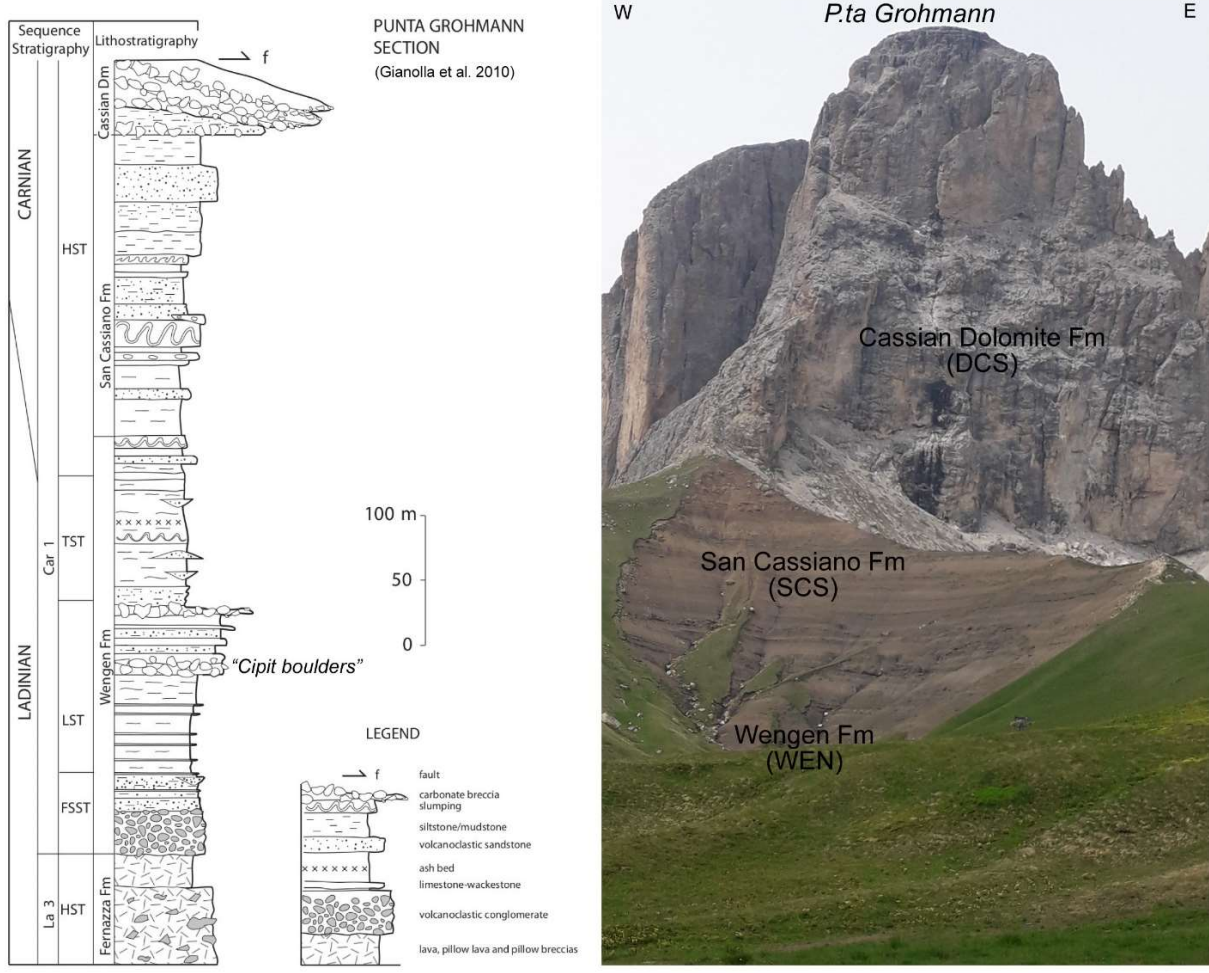 Sequence
Stratigraphy
Lithostratigraphy
PUNTA GROHMANN
SECTION
(Gianolla et al. 2010)
f
CARNIAN
LADINIAN
HST
Car 1
TST
LST
FSST
La 3
HST
Cassian Dm
San Cassiano Fm
Wengen Fm
Fernazza Fm
"Cipit boulders"
100 m
50
0
LEGEND
f
fault
carbonate breccia
slumping
siltstone/mudstone
volcanoclastic sandstone
ash bed
limestone-wackestone
volcanoclastic conglomerate
lava, pillow lava and pillow breccias
W
P.ta Grohmann
E
Cassian Dolomite Fm
(DCS)
San Cassiano Fm
(SCS)
Wengen Fm
(WEN)